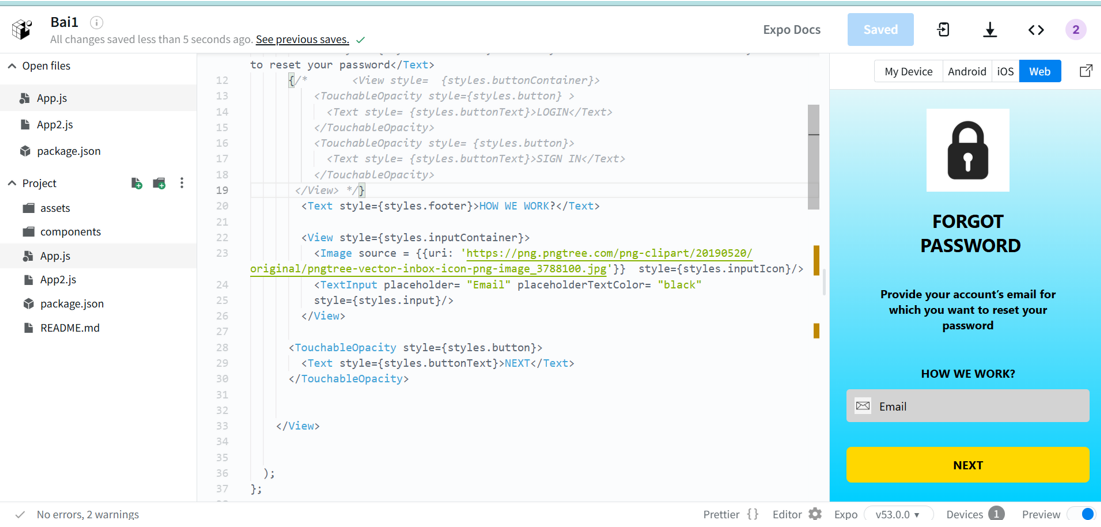 Bai1
All changes saved less than 5 seconds ago. See previous saves.
Expo Docs
Saved
2
Open files
App.js
App2.js
package.json
Project
assets
components
App.js
App2.js
package.json
README.md
to reset your password</Text>
12 {/* <View style= {styles.buttonContainer}>
13 <TouchableOpacity style={styles.button} >
14 <Text style= {styles.buttonText}>LOGIN</Text>
15 </TouchableOpacity>
16 <TouchableOpacity style= {styles.button}>
17 <Text style= {styles.buttonText}>SIGN IN</Text>
18 </TouchableOpacity>
19 </View> */}
20 <Text style={styles.footer}>HOW WE WORK?</Text>
21
22 <View style={styles.inputContainer}>
23 <Image source = {{uri: 'https://png.pngtree.com/png-clipart/20190520/
original/pngtree-vector-inbox-icon-png-image_3788100.jpg'}} style={styles.inputIcon}/>
24 <TextInput placeholder= "Email" placeholderTextColor= "black"
25 style={styles.input}/>
26 </View>
27
28 <TouchableOpacity style={styles.button}>
29 <Text style={styles.buttonText}>NEXT</Text>
30 </TouchableOpacity>
31
32
33 </View>
34
35
36 );
37 };
My Device
Android
iOS
Web
FORGOT
PASSWORD
Provide your account's email for
which you want to reset your
password
HOW WE WORK?
Email
NEXT
No errors, 2 warnings
Prettier {}
Editor
Expo
v53.0.0
Devices
1
Preview